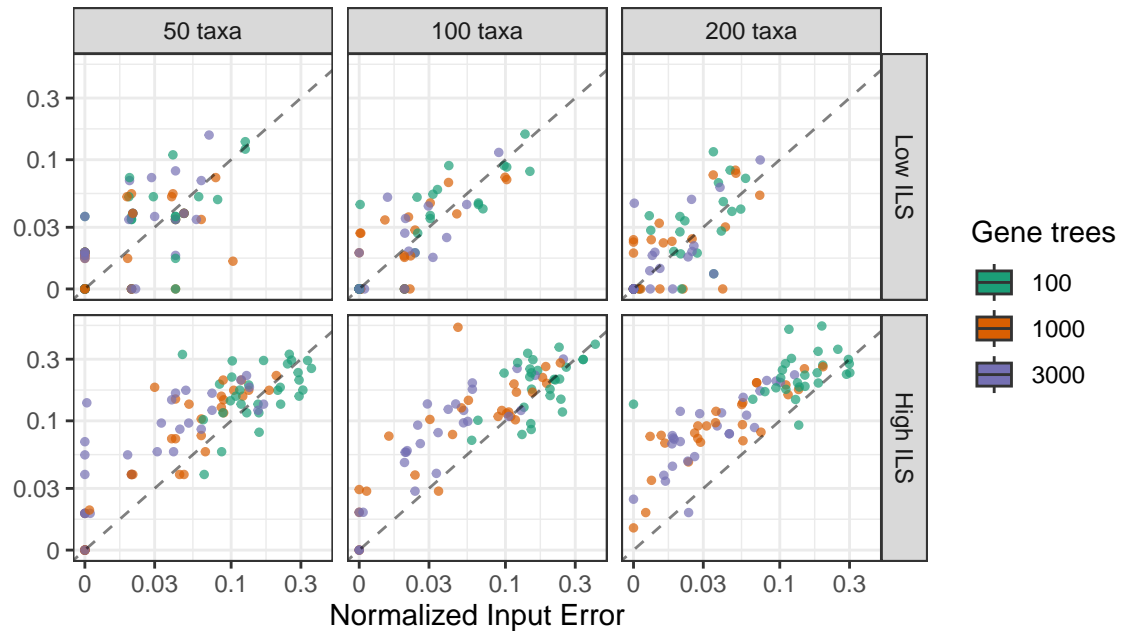 50 taxa 100 taxa 200 taxa
0.3
0.1
0.03
0
Low ILS
Gene trees
100
1000
3000
0.3
0.1
0.03
0
High ILS
0 0.03 0.1 0.3 0 0.03 0.1 0.3 0 0.03 0.1 0.3
Normalized Input Error